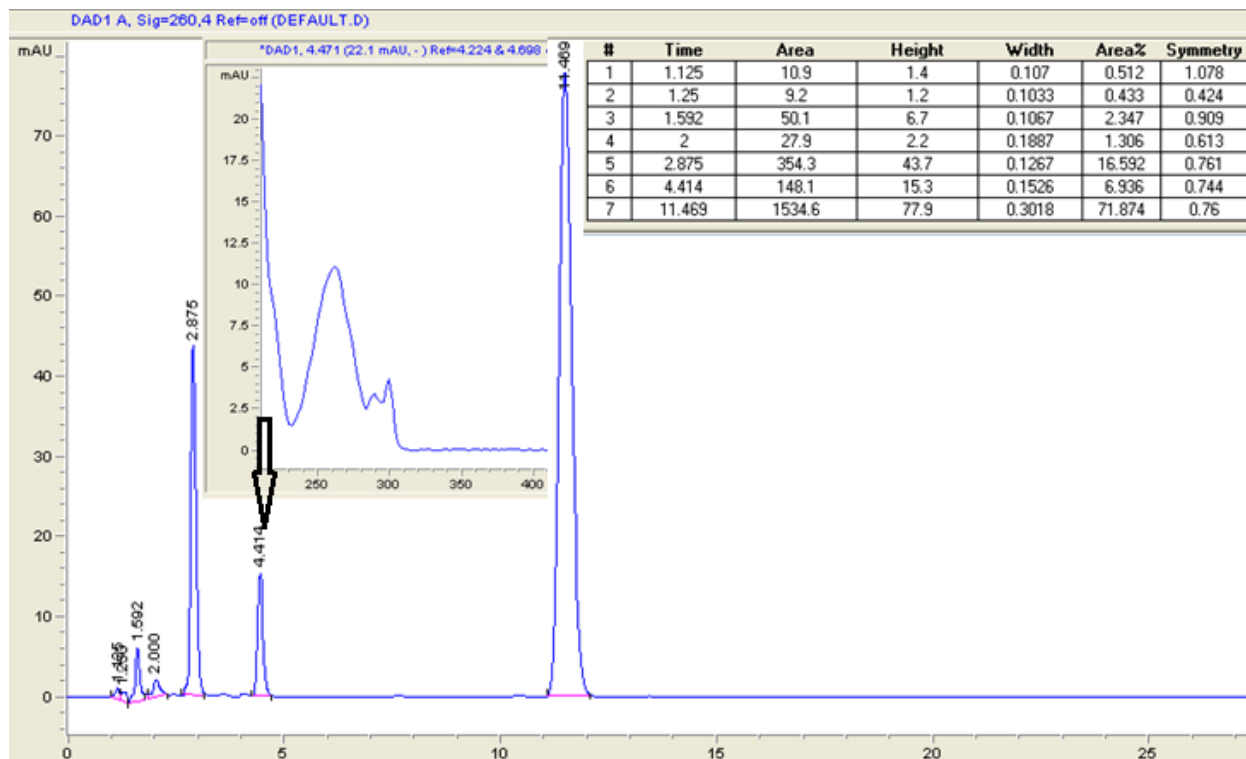 DAD1 A, Sig=260,4 Ref=off (DEFAULT.D)
mAU
70
60
50
40
30
20
10
0
0 5 10 15 20 25
1.592
2.000
2.875
4.414
11.469
*DAD1, 4.471 (22.1 mAU, - ) Ref=4.224 & 4.698
mAU
20
17.5
15
12.5
10
7.5
5
2.5
0
250 300 350 400
# Time Area Height Width Area% Symmetry
1 1.125 10.9 1.4 0.107 0.512 1.078
2 1.25 9.2 1.2 0.1033 0.433 0.424
3 1.592 50.1 6.7 0.1067 2.347 0.909
4 2 27.9 2.2 0.1887 1.306 0.613
5 2.875 354.3 43.7 0.1267 16.592 0.761
6 4.414 148.1 15.3 0.1526 6.936 0.744
7 11.469 1534.6 77.9 0.3018 71.874 0.76